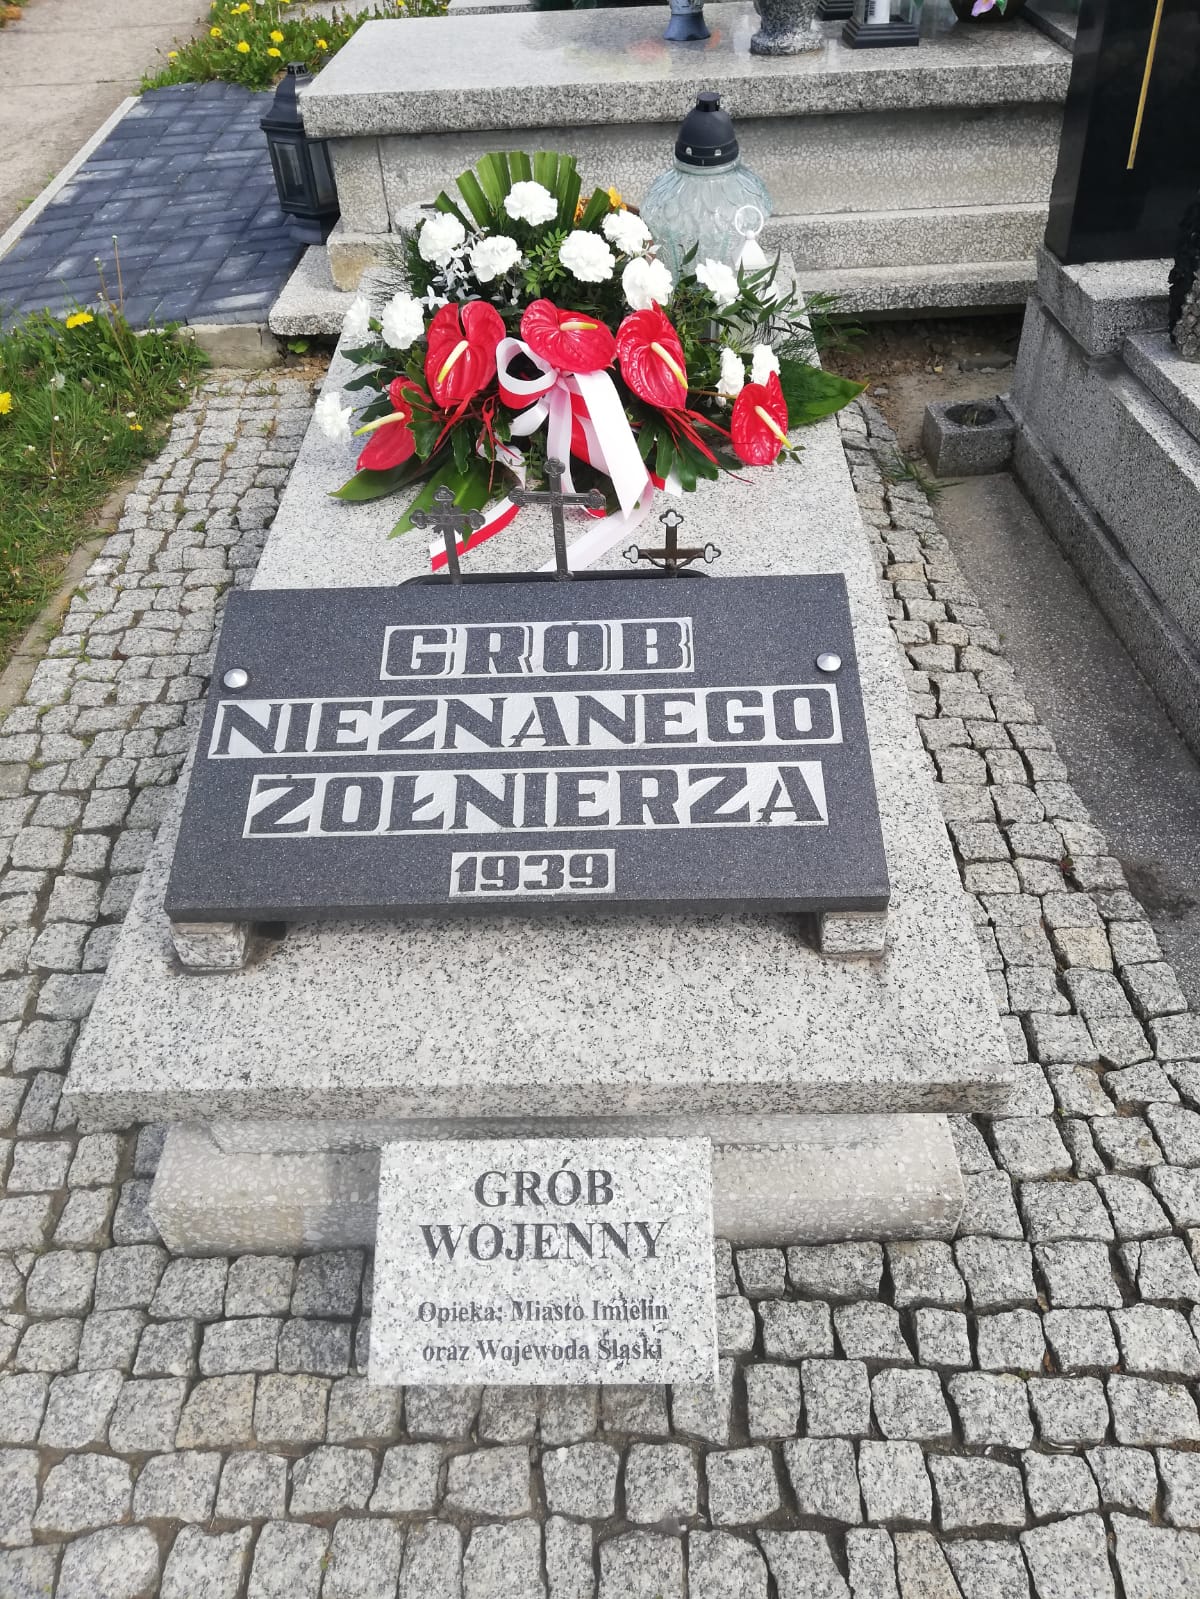 GRÓB
NIEZNANEGO
ŻOŁNIERZA
1939
GRÓB
WOJENNY
Opieka: Miasto Imielin
oraz Wojewoda Śląski